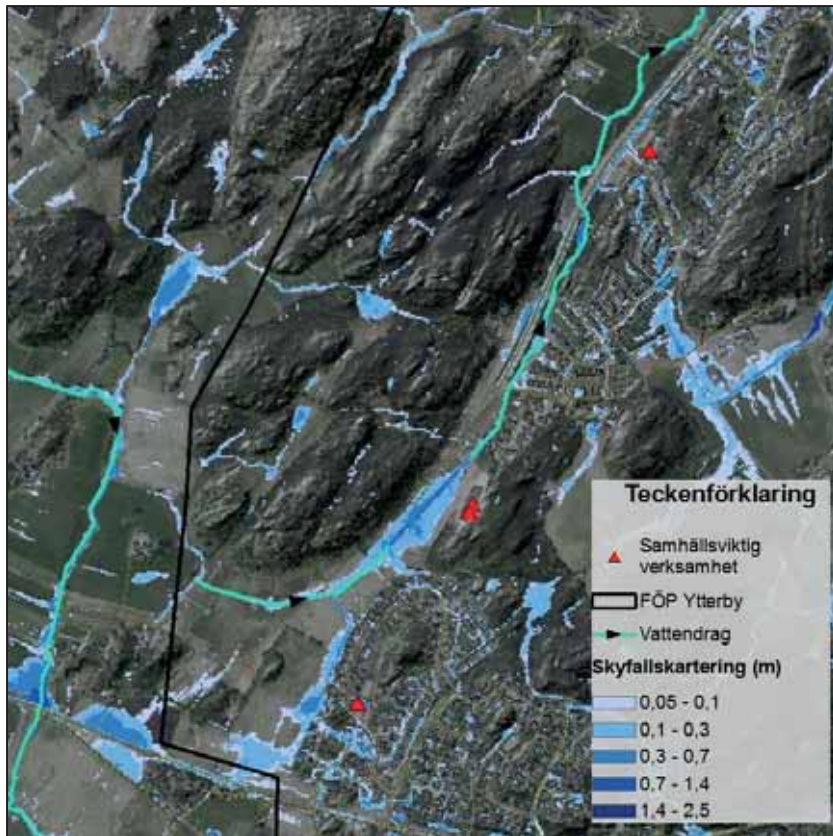 Teckenförklaring
Samhällsviktig
verksamhet
FÖP Ytterby
Vattendrag
Skyfallskartering (m)
0,05 - 0,1
0,1 - 0,3
0,3 - 0,7
0,7 - 1,4
1,4 - 2,5